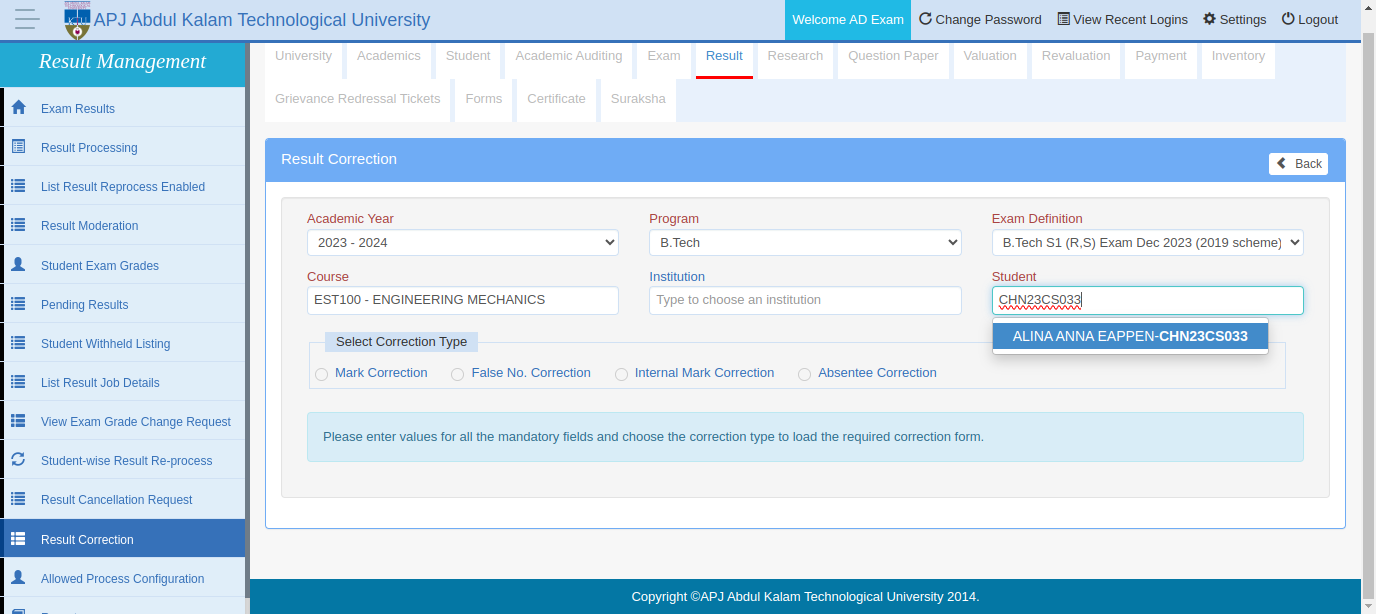 APJ Abdul Kalam Technological University
Welcome AD Exam Change Password View Recent Logins Settings Logout
Result Management
Exam Results
Result Processing
List Result Reprocess Enabled
Result Moderation
Student Exam Grades
Pending Results
Student Withheld Listing
List Result Job Details
View Exam Grade Change Request
Student-wise Result Re-process
Result Cancellation Request
Result Correction
Allowed Process Configuration
University Academics Student Academic Auditing Exam Result Research Question Paper Valuation Revaluation Payment Inventory
Grievance Redressal Tickets Forms Certificate Suraksha
Result Correction
Back
Academic Year Program Exam Definition
2023 - 2024 B.Tech B.Tech S1 (R,S) Exam Dec 2023 (2019 scheme)
Course Institution Student
EST100 - ENGINEERING MECHANICS Type to choose an institution CHN23CS033
ALINA ANNA EAPPEN-CHN23CS033
Select Correction Type
Mark Correction False No. Correction Internal Mark Correction Absentee Correction
Please enter values for all the mandatory fields and choose the correction type to load the required correction form.
Copyright ©APJ Abdul Kalam Technological University 2014.